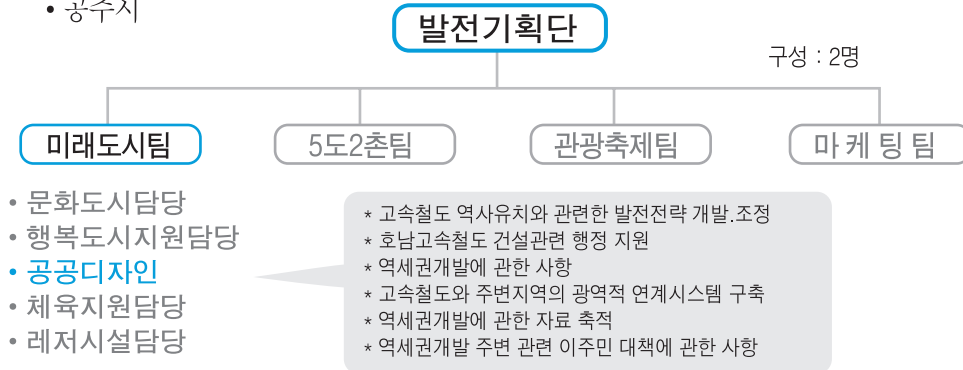 • 공주시
발전기획단
구성 : 2명
미래도시팀
5도2촌팀
관광축제팀
마 케 팅 팀
• 문화도시담당
• 행복도시지원담당
• 공공디자인
• 체육지원담당
• 레저시설담당
* 고속철도 역사유치와 관련한 발전전략 개발.조정
* 호남고속철도 건설관련 행정 지원
* 역세권개발에 관한 사항
* 고속철도와 주변지역의 광역적 연계시스템 구축
* 역세권개발에 관한 자료 축적
* 역세권개발 주변 관련 이주민 대책에 관한 사항